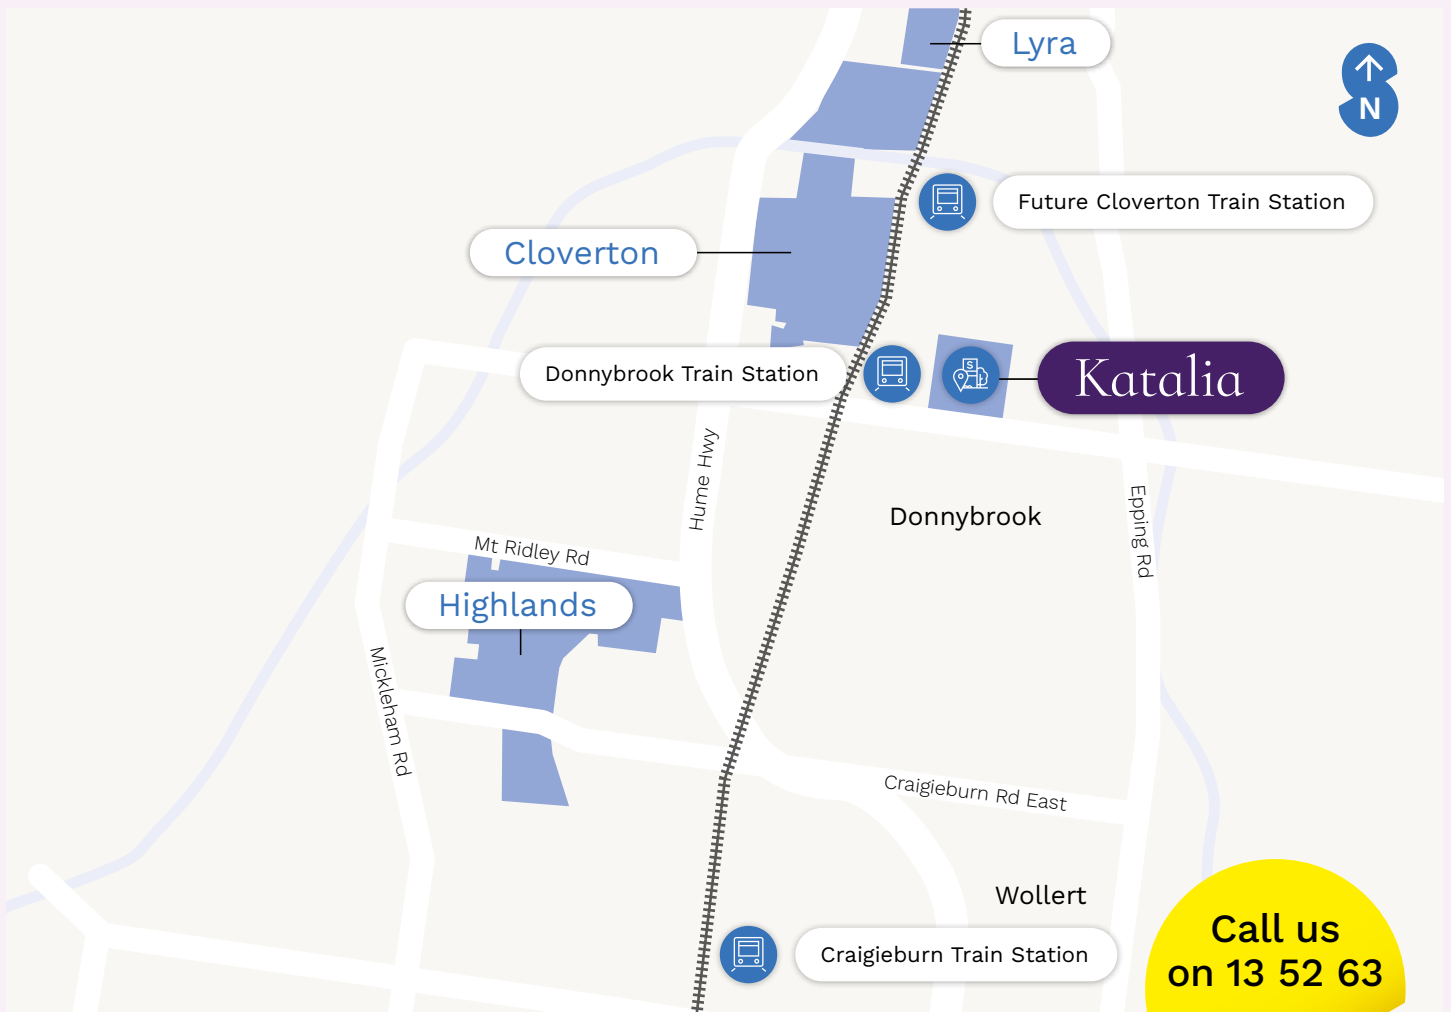 Lyra
N
Future Cloverton Train Station
Cloverton
Donnybrook Train Station
S
Katalia
Hume Hwy
Donnybrook
Epping Rd
Mt Ridley Rd
Highlands
Mickleham Rd
Craigieburn Rd East
Wollert
Craigieburn Train Station
Call us
on 13 52 63